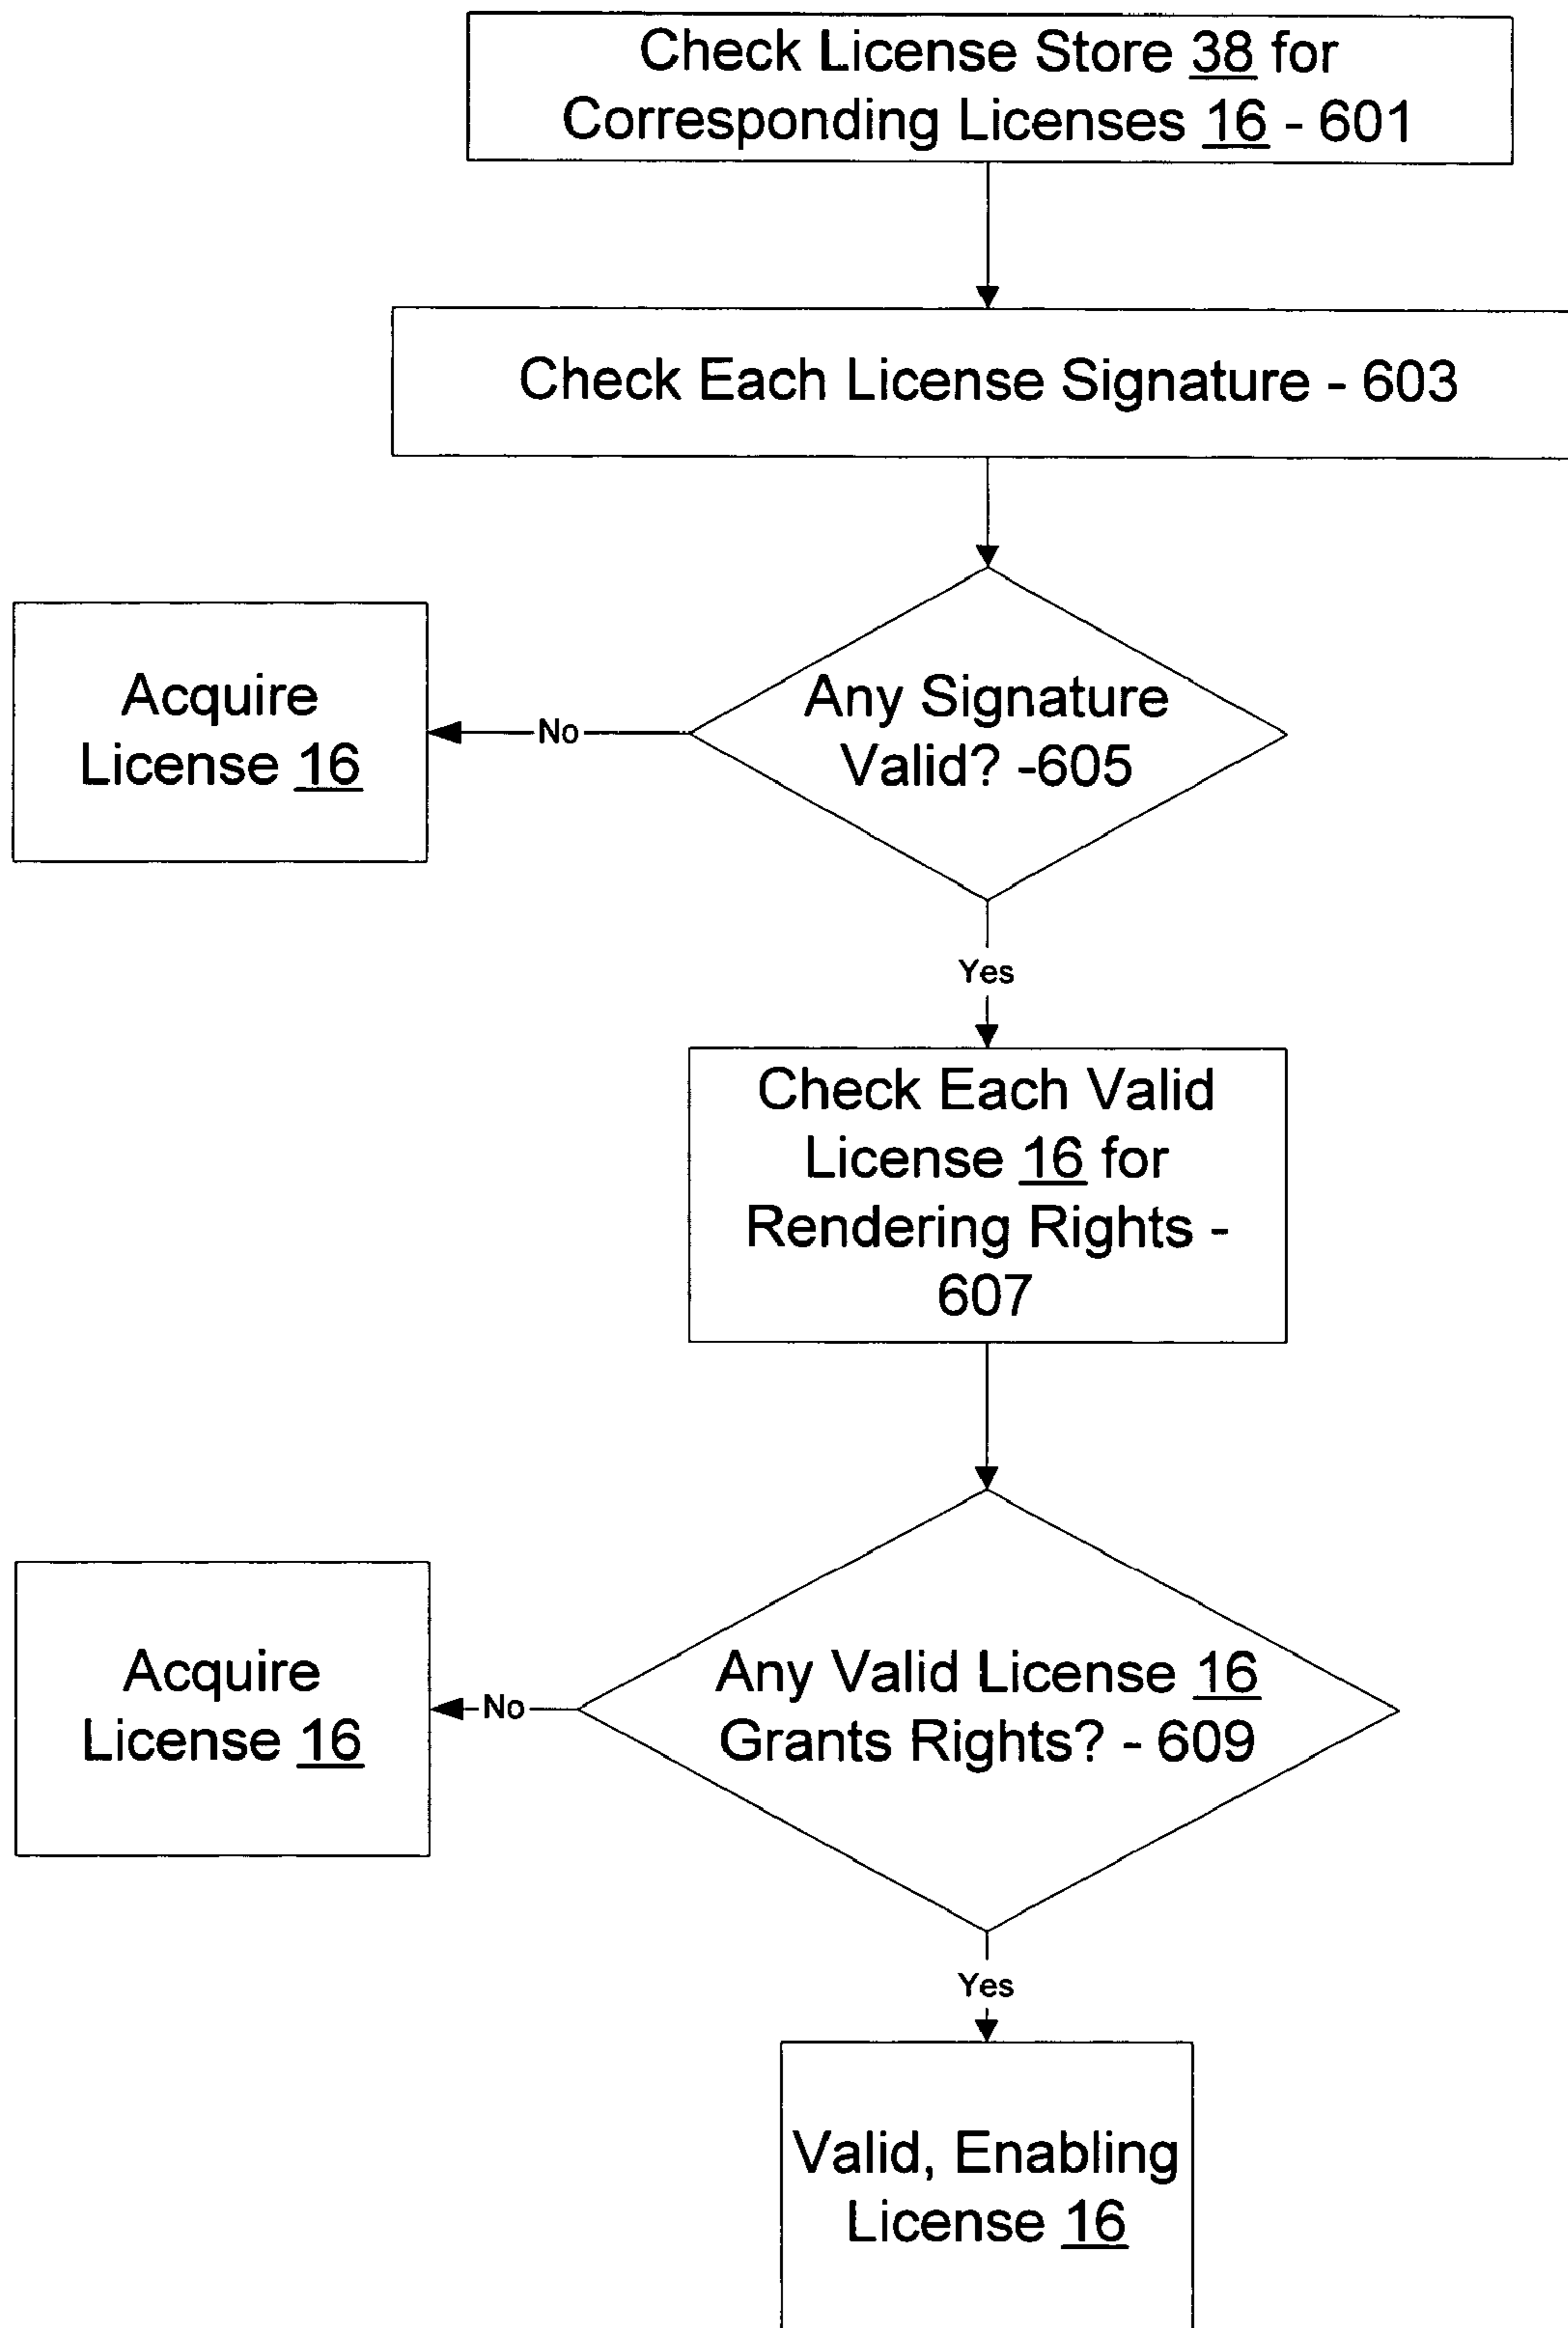 Check License Store 38 for
Corresponding Licenses 16 - 601
Check Each License Signature - 603
Any Signature
Valid? -605
No
Acquire
License 16
Yes
Check Each Valid
License 16 for
Rendering Rights -
607
Any Valid License 16
Grants Rights? - 609
No
Acquire
License 16
Yes
Valid, Enabling
License 16